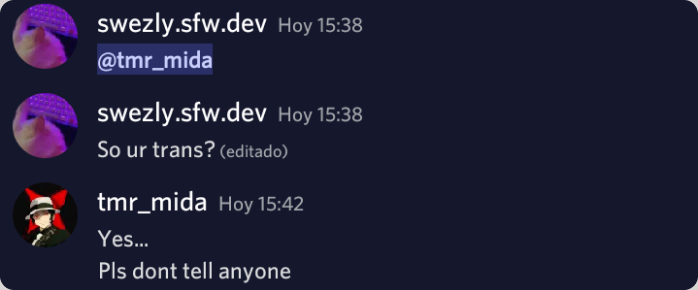 swezly.sfw.dev Hoy 15:38
@tmr_mida
swezly.sfw.dev Hoy 15:38
So ur trans? (editado)
tmr_mida Hoy 15:42
Yes...
Pls dont tell anyone